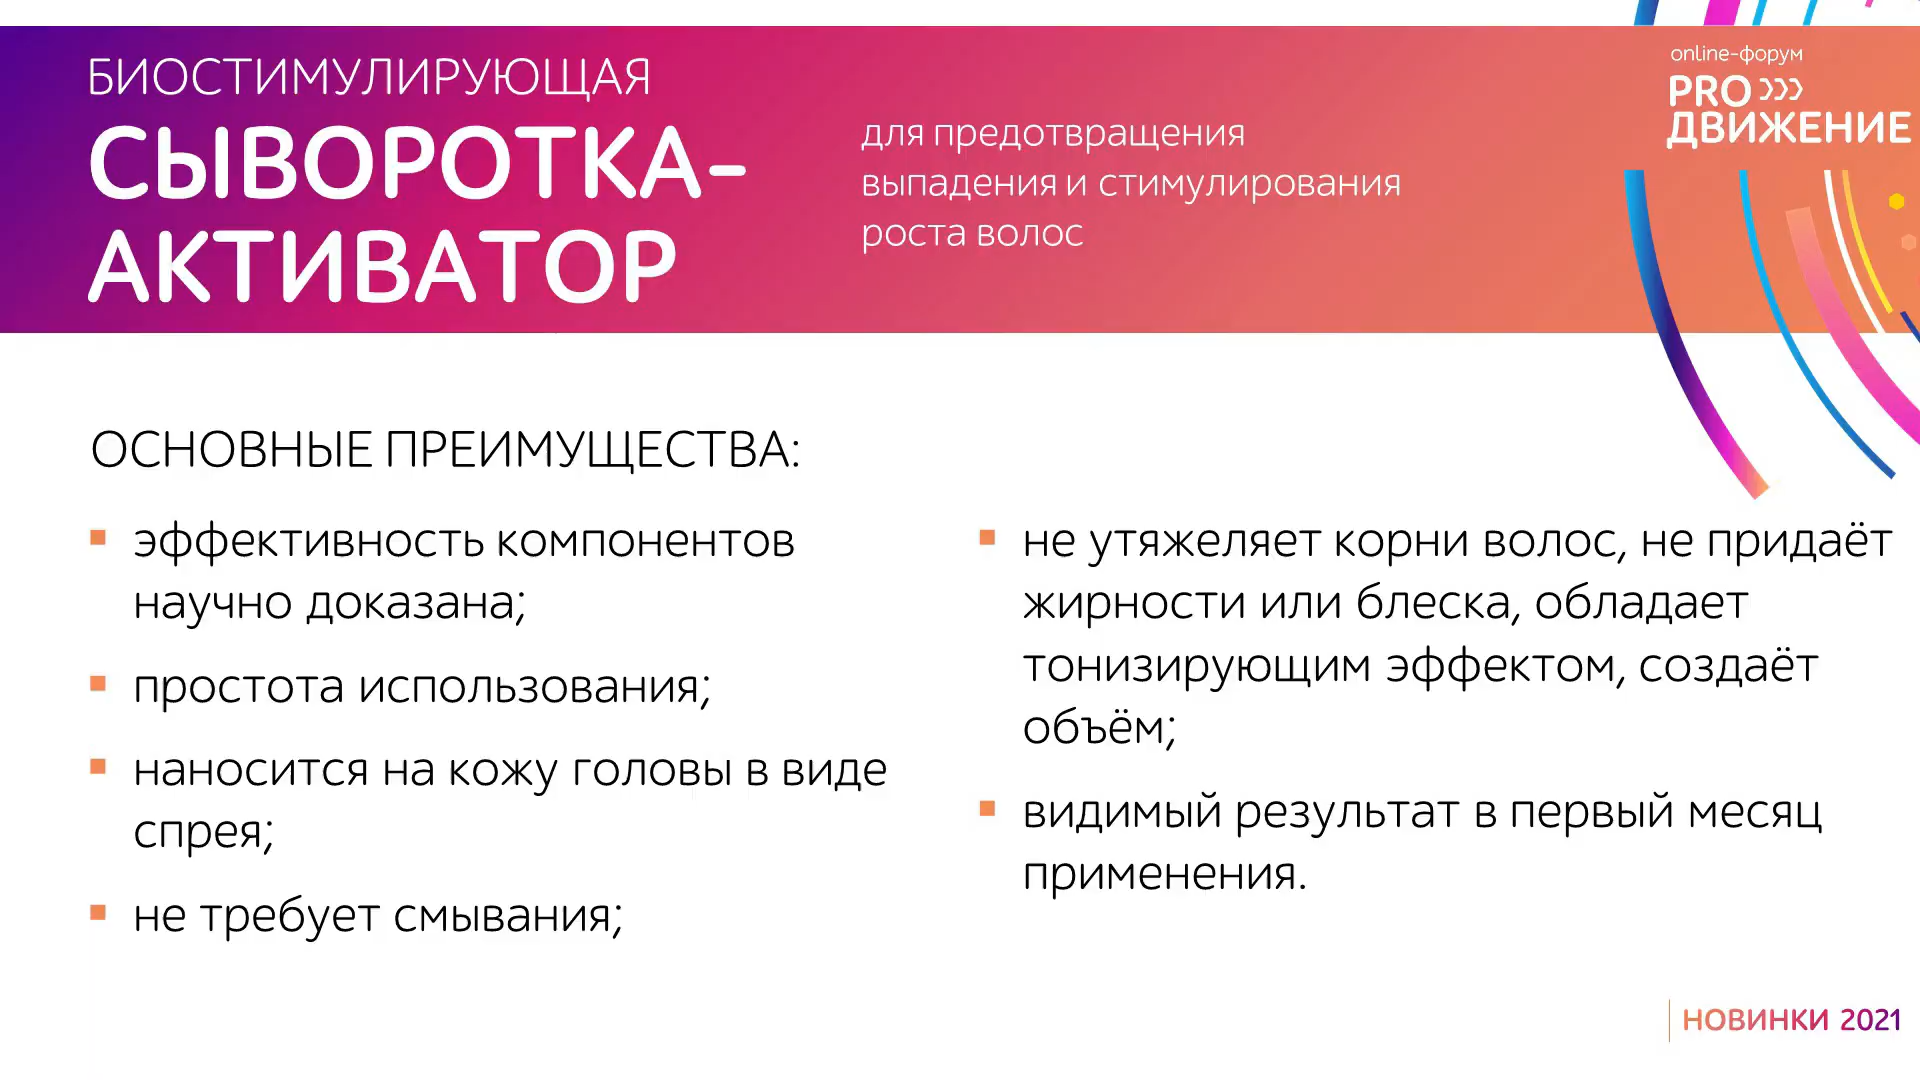 БИОСТИМУЛИРУЮЩАЯ
СЫВОРОТКА-
АКТИВАТОР
для предотвращения
выпадения и стимулирования
роста волос
online-форум
PRO
ДВИЖЕНИЕ
ОСНОВНЫЕ ПРЕИМУЩЕСТВА:
эффективность компонентов
научно доказана;
простота использования;
наносится на кожу головы в виде
спрея;
не требует смывания;
не утяжеляет корни волос, не придаёт
жирности или блеска, обладает
тонизирующим эффектом, создаёт
объём;
видимый результат в первый месяц
применения.
НОВИНКИ 2021